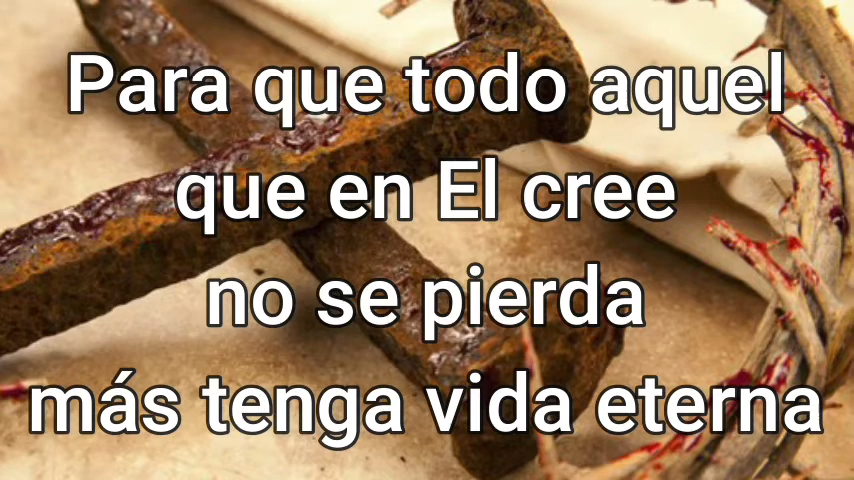 Para que todo aquel
que en El cree
no se pierda
más tenga vida eterna